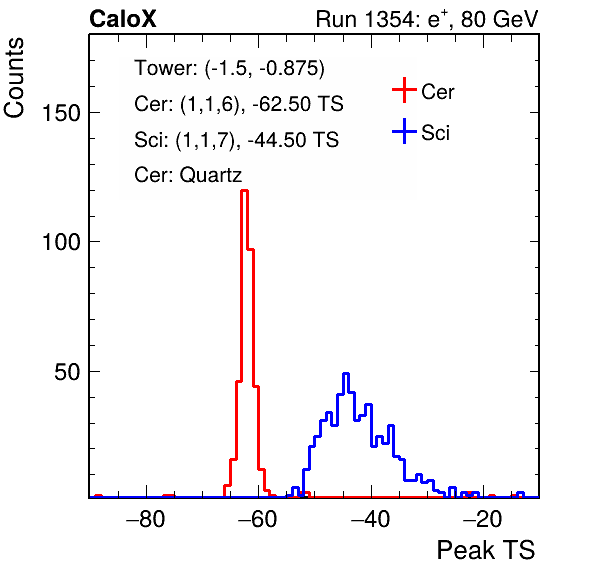 CaloX Run 1354: e⁺, 80 GeV
Counts
Tower: (-1.5, -0.875)
Cer: (1,1,6), -62.50 TS
Sci: (1,1,7), -44.50 TS
Cer: Quartz
Cer
Sci
150
100
50
−80 −60 −40 −20
Peak TS